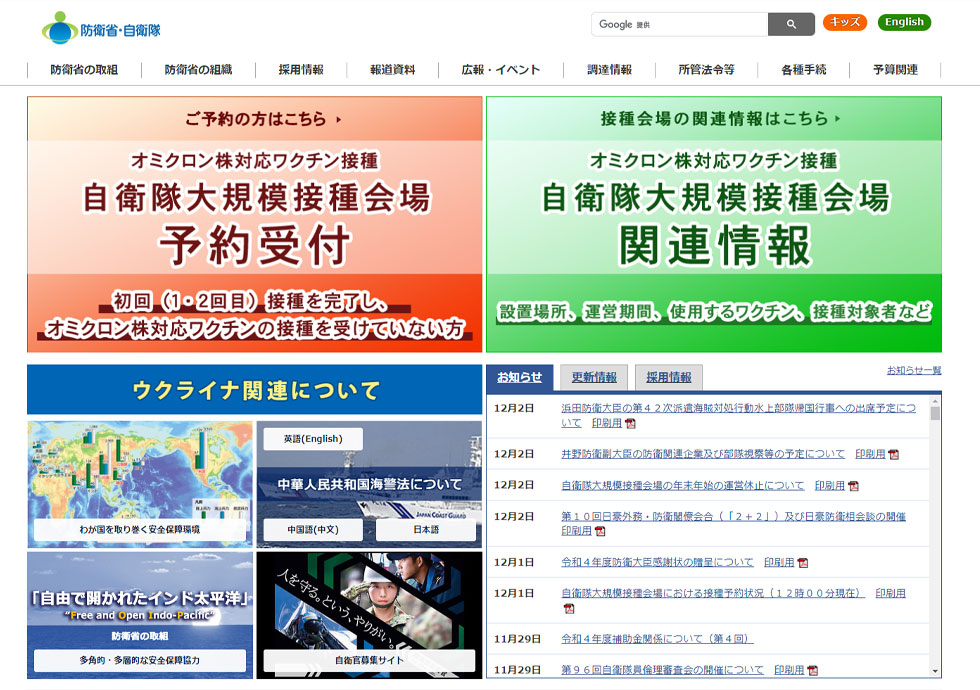 防衛省・自衛隊
Google 提供
キッズ
English
防衛省の取組
防衛省の組織
採用情報
報道資料
広報・イベント
調達情報
所管法令等
各種手続
予算関連
ご予約の方はこちら
オミクロン株対応ワクチン接種
自衛隊大規模接種会場
予約受付
初回（1・2回目）接種を完了し、
オミクロン株対応ワクチンの接種を受けていない方
接種会場の関連情報はこちら
オミクロン株対応ワクチン接種
自衛隊大規模接種会場
関連情報
設置場所、運営期間、使用するワクチン、接種対象者など
ウクライナ関連について
わが国を取り巻く安全保障環境
英語(English)
中華人民共和国海警法について
JAPAN COAST GUARD
中国語(中文)
日本語
「自由で開かれたインド太平洋」
“Free and Open Indo-Pacific”
防衛省の取組
多角的・多層的な安全保障協力
人を守る。という、やりがい。
自衛官募集サイト
お知らせ
更新情報
採用情報
お知らせ一覧
12月2日 浜田防衛大臣の第４２次派遣海賊対処行動水上部隊帰国行事への出席予定につ
いて 印刷用
12月2日 井野防衛副大臣の防衛関連企業及び部隊視察等の予定について 印刷用
12月2日 自衛隊大規模接種会場の年末年始の運営休止について 印刷用
12月2日 第１０回日豪外務・防衛閣僚会合（「２＋２」）及び日豪防衛相会談の開催
印刷用
12月1日 令和４年度防衛大臣感謝状の贈呈について 印刷用
12月1日 自衛隊大規模接種会場における接種予約状況（１２時００分現在） 印刷用
11月29日 令和４年度補助金関係について（第４回）
11月29日 第９６回自衛隊員倫理審査会の開催について 印刷用